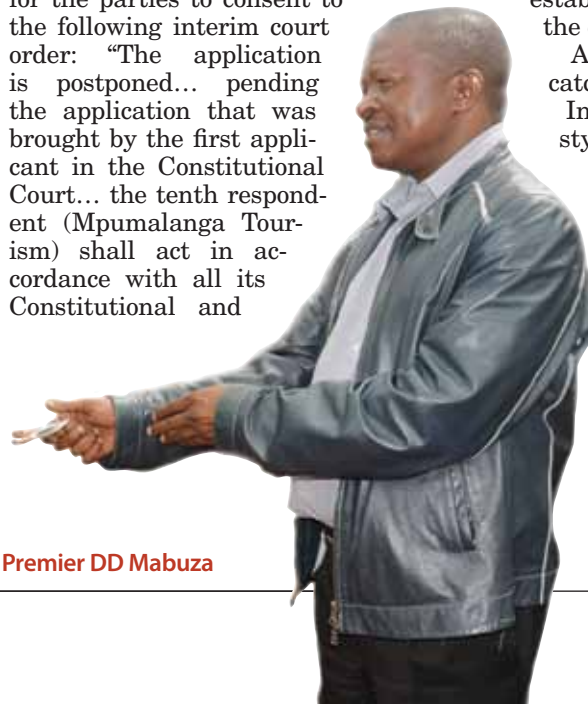 for the parties to consent to
the following interim court
order: “The application
is postponed… pending
the application that was
brought by the first appli-
cant in the Constitutional
Court… the tenth respond-
ent (Mpumalanga Tour-
ism) shall act in ac-
cordance with all its
Constitutional and
the
In
Premier DD Mabuza